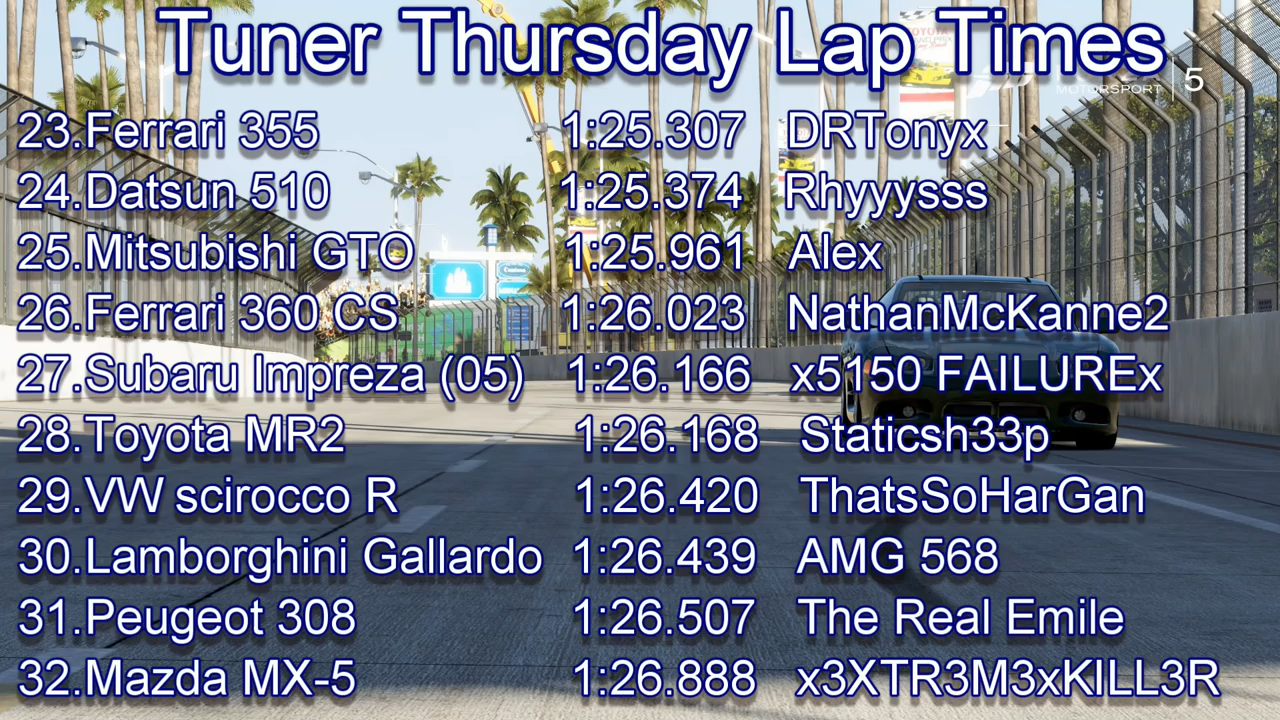 Tuner Thursday Lap Times
MOTORSPORT 5
23.Ferrari 355 1:25.307 DRTonyx
24.Datsun 510 1:25.374 Rhyyysss
25.Mitsubishi GTO 1:25.961 Alex
26.Ferrari 360 CS 1:26.023 NathanMcKanne2
27.Subaru Impreza (05) 1:26.166 x5150 FAILUREx
28.Toyota MR2 1:26.168 Staticsh33p
29.VW scirocco R 1:26.420 ThatsSoHarGan
30.Lamborghini Gallardo 1:26.439 AMG 568
31.Peugeot 308 1:26.507 The Real Emile
32.Mazda MX-5 1:26.888 x3XTR3M3xKILL3R